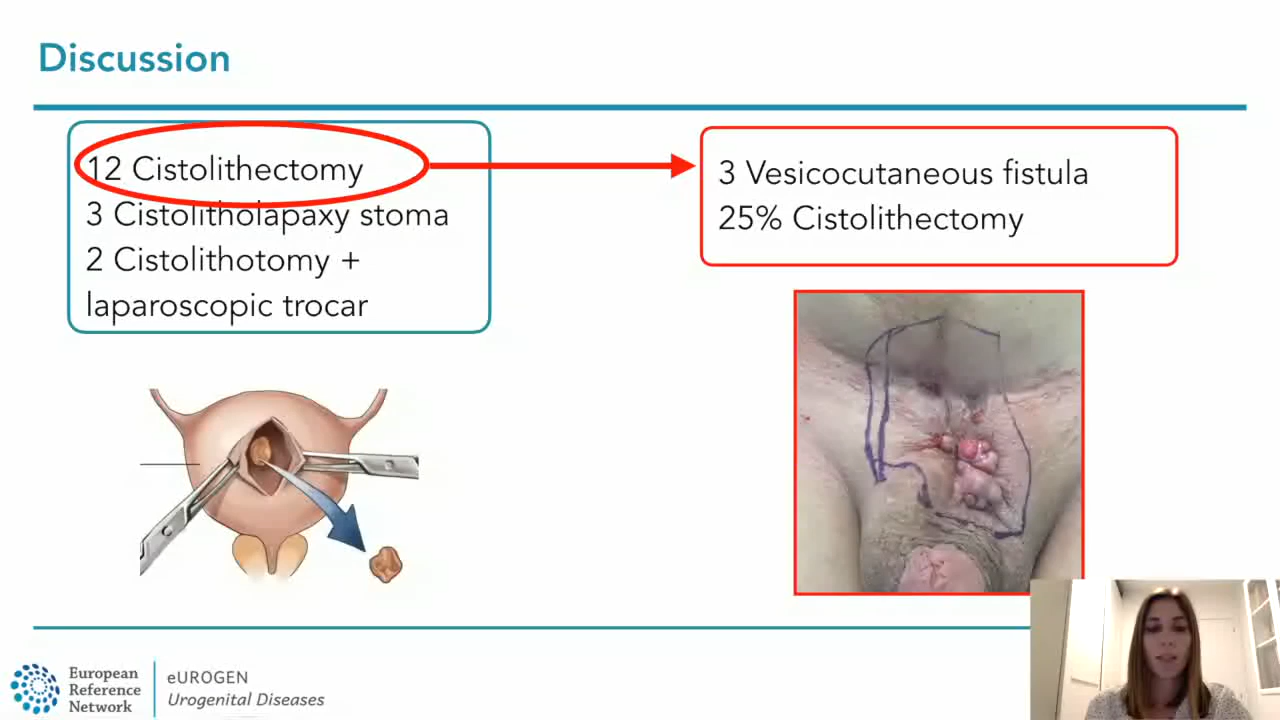 Discussion
12 Cistolithectomy
3 Cistolitholapaxy stoma
2 Cistolithotomy +
laparoscopic trocar
3 Vesicocutaneous fistula
25% Cistolithectomy
European
Reference
Network
eUROGEN
Urogenital Diseases